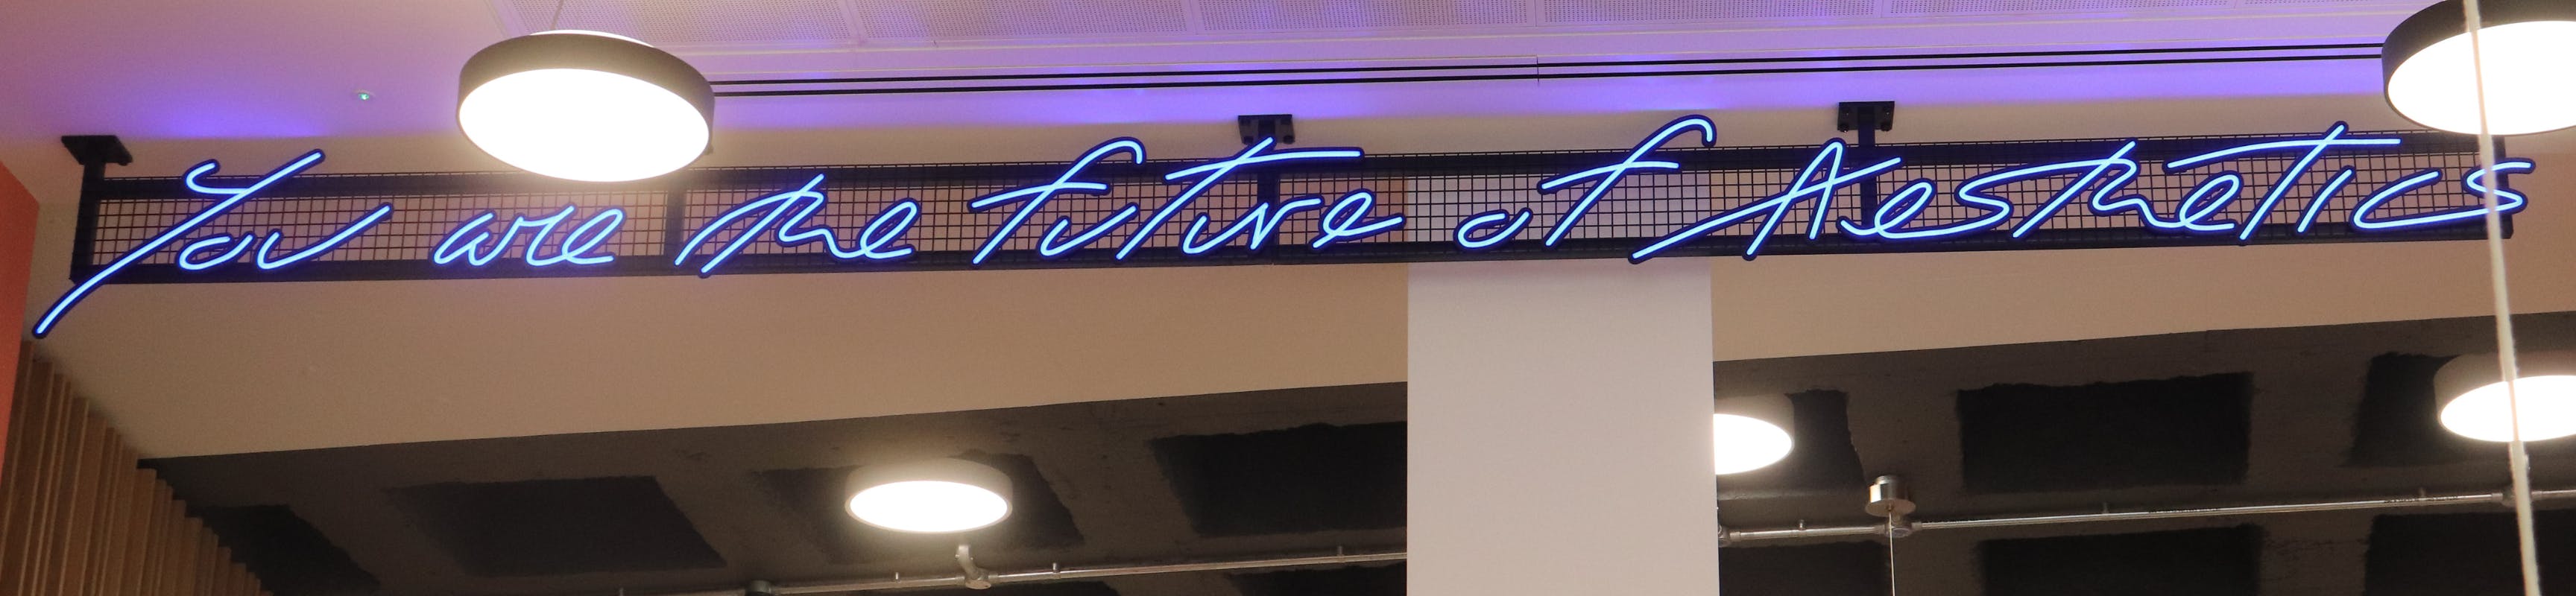 You are the future of Aesthetics